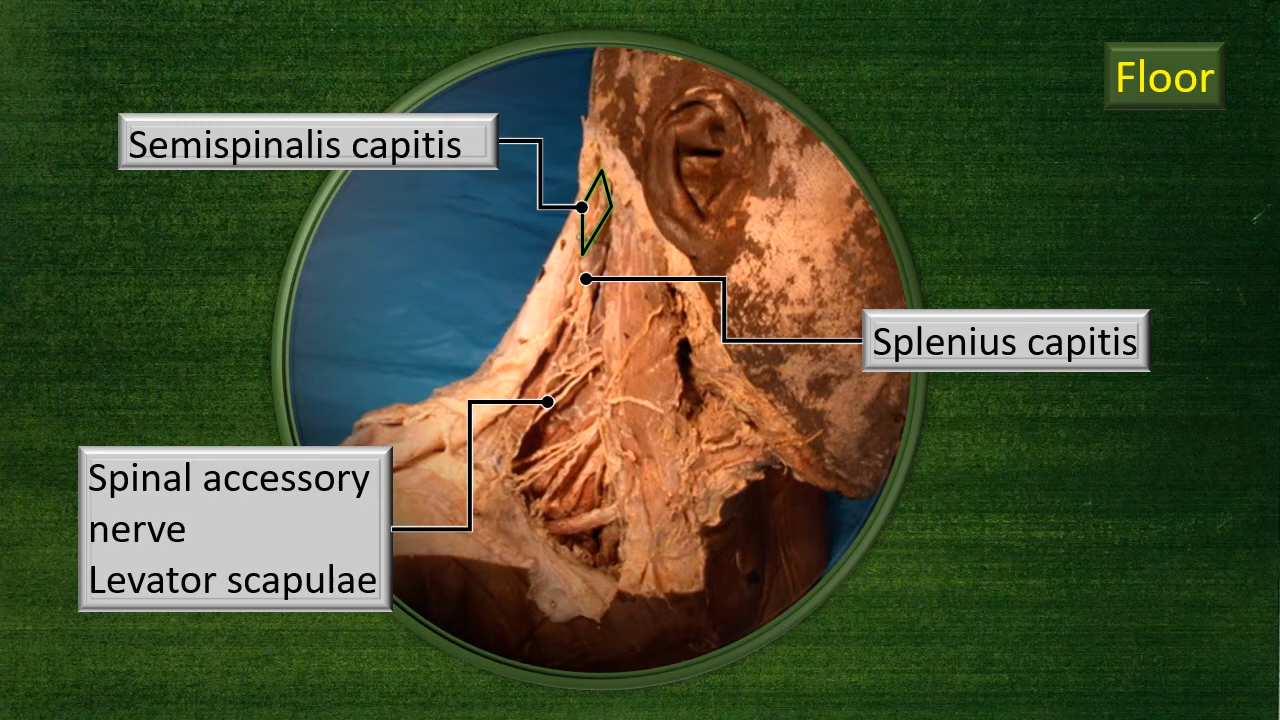 Floor
Semispinalis capitis
Splenius capitis
Spinal accessory
nerve
Levator scapulae